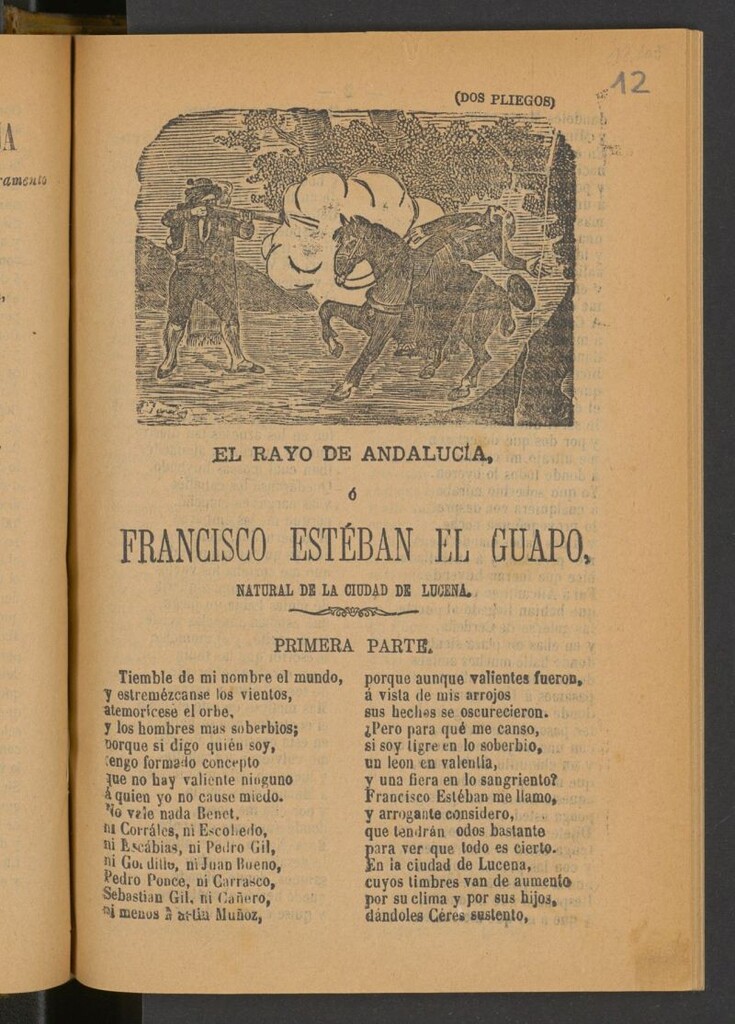 A
ramento
12
(DOS PLIEGOS)
EL RAYO DE ANDALUCÍA,
ó
FRANCISCO ESTÉBAN EL GUAPO,
NATURAL DE LA CIUDAD DE LUCENA.
PRIMERA PARTE.
Tiemble de mi nombre el mundo,
y estremézcanse los vientos,
atemorícese el orbe,
y los hombres mas soberbios;
porque si digo quién soy,
tengo formado concepto
que no hay valiente ninguno
á quien yo no cause miedo.
No vale nada Benet,
ni Corráles, ni Escobedo,
ni Escábias, ni Pedro Gil,
ni Gordillo, ni Juan Bueno,
Pedro Ponce, ni Carrasco,
Sebastian Gil, ni Cañero,
ni menos Martin Muñoz,
porque aunque valientes fueron,
á vista de mis arrojos
sus hechos se oscurecieron.
¿Pero para qué me canso,
si soy tigre en lo soberbio,
un leon en valentía,
y una fiera en lo sangriento?
Francisco Estéban me llamo,
y arrogante considero,
que tendrán odos bastante
para ver que todo es cierto.
En la ciudad de Lucena,
cuyos timbres van de aumento
por su clima y por sus hijos,
dándoles Céres sustento,